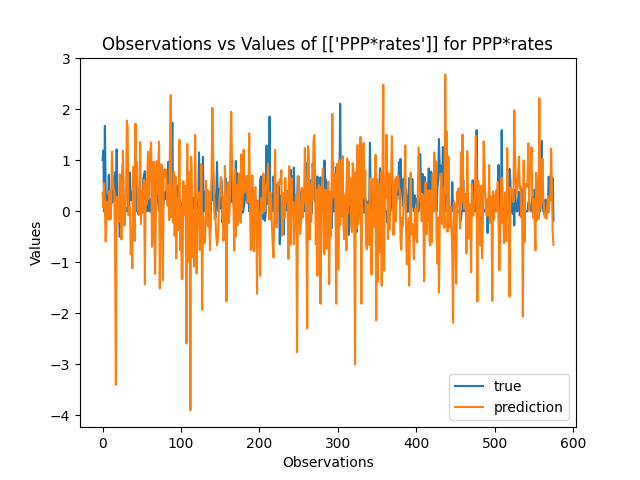 Observations vs Values of [['PPP*rates']] for PPP*rates
3
2
1
0
−1
−2
−3
−4
Values
0 100 200 300 400 500 600
Observations
true
prediction